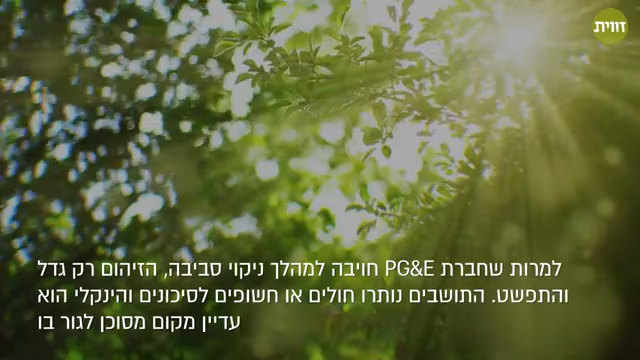 זווית
למרות שחברת PG&E חויבה למהלך ניקוי סביבה, הזיהום רק גדל
והתפשט. התושבים נותרו חולים או חשופים לסיכונים והינקלי הוא
עדיין מקום מסוכן לגור בו